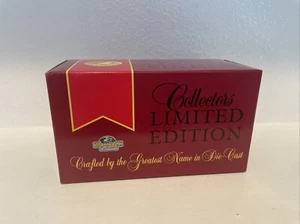 Collectors
LIMITED
EDITION
Crafted by the Greatest Name in Die-Cast